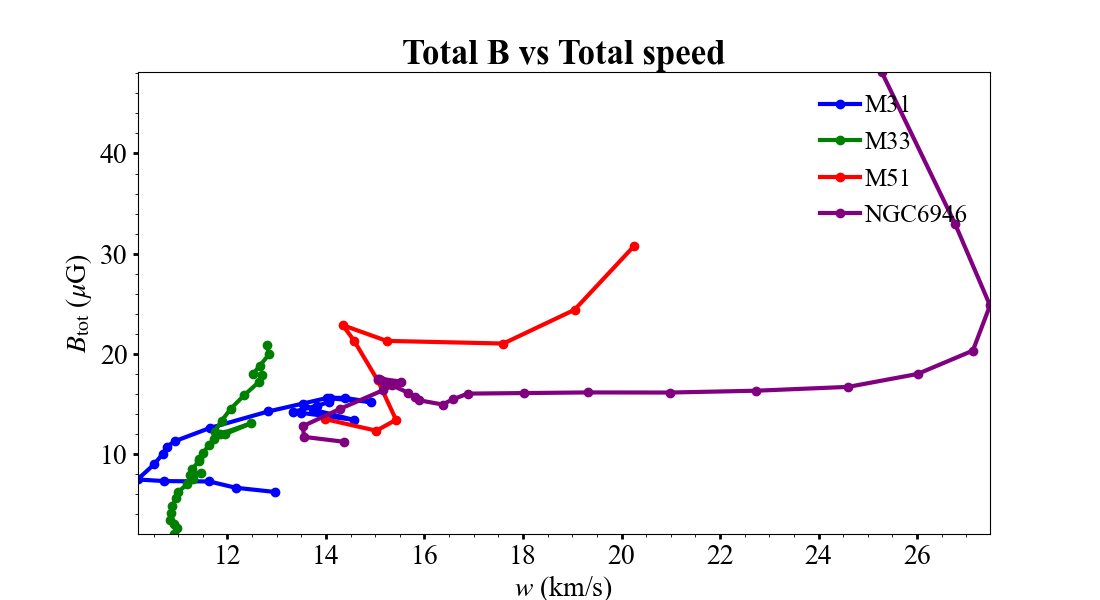 Total B vs Total speed
M31
M33
M51
NGC6946
40
30
20
10
B_tot (μG)
12 14 16 18 20 22 24 26
w (km/s)